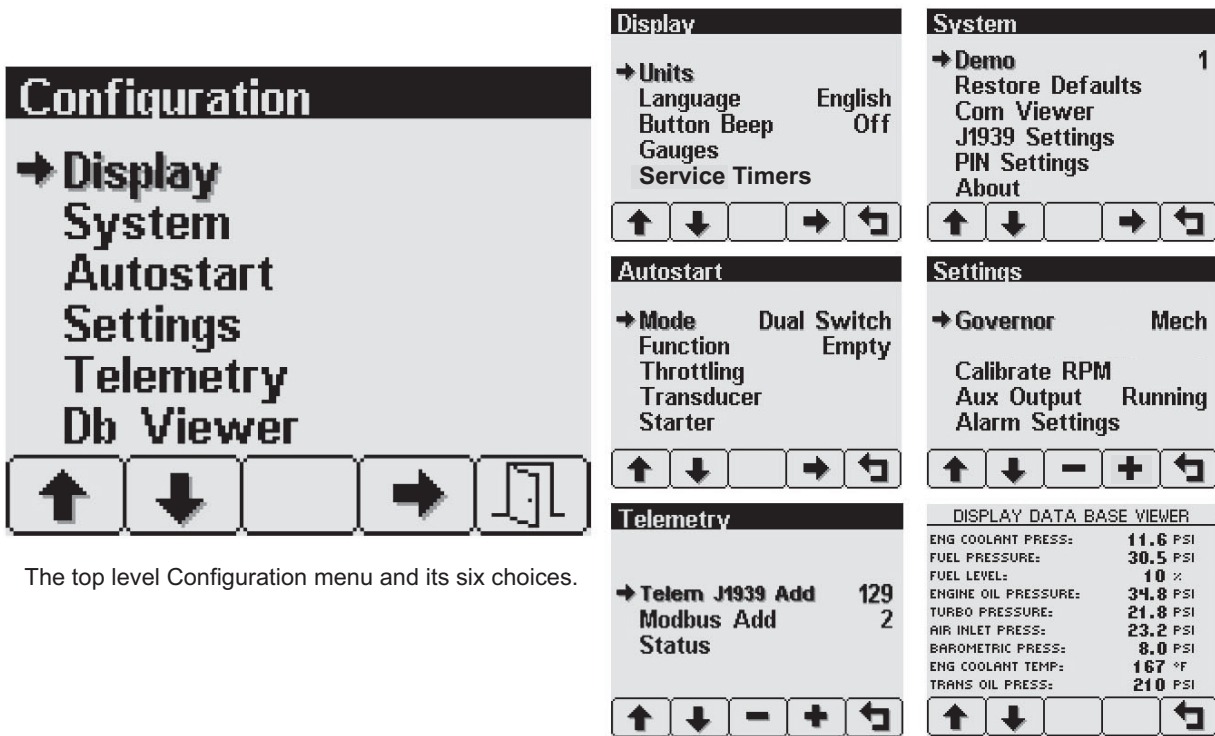 Configuration
Display
System
Autostart
Settings
Telemetry
Db Viewer
The top level Configuration menu and its six choices.
Display
Units
Language English
Button Beep Off
Gauges
Service Timers
System
Demo 1
Restore Defaults
Com Viewer
J1939 Settings
PIN Settings
About
Autostart
Mode Dual Switch
Function Empty
Throttling
Transducer
Starter
Settings
Governor Mech
Calibrate RPM
Aux Output Running
Alarm Settings
Telemetry
Telem J1939 Add 129
Modbus Add 2
Status
DISPLAY DATA BASE VIEWER
ENG COOLANT PRESS: 11.6 PSI
FUEL PRESSURE: 30.5 PSI
FUEL LEVEL: 10 %
ENGINE OIL PRESSURE: 34.8 PSI
TURBO PRESSURE: 21.8 PSI
AIR INLET PRESS: 23.2 PSI
BAROMETRIC PRESS: 8.0 PSI
ENG COOLANT TEMP: 167 °F
TRANS OIL PRESS: 210 PSI